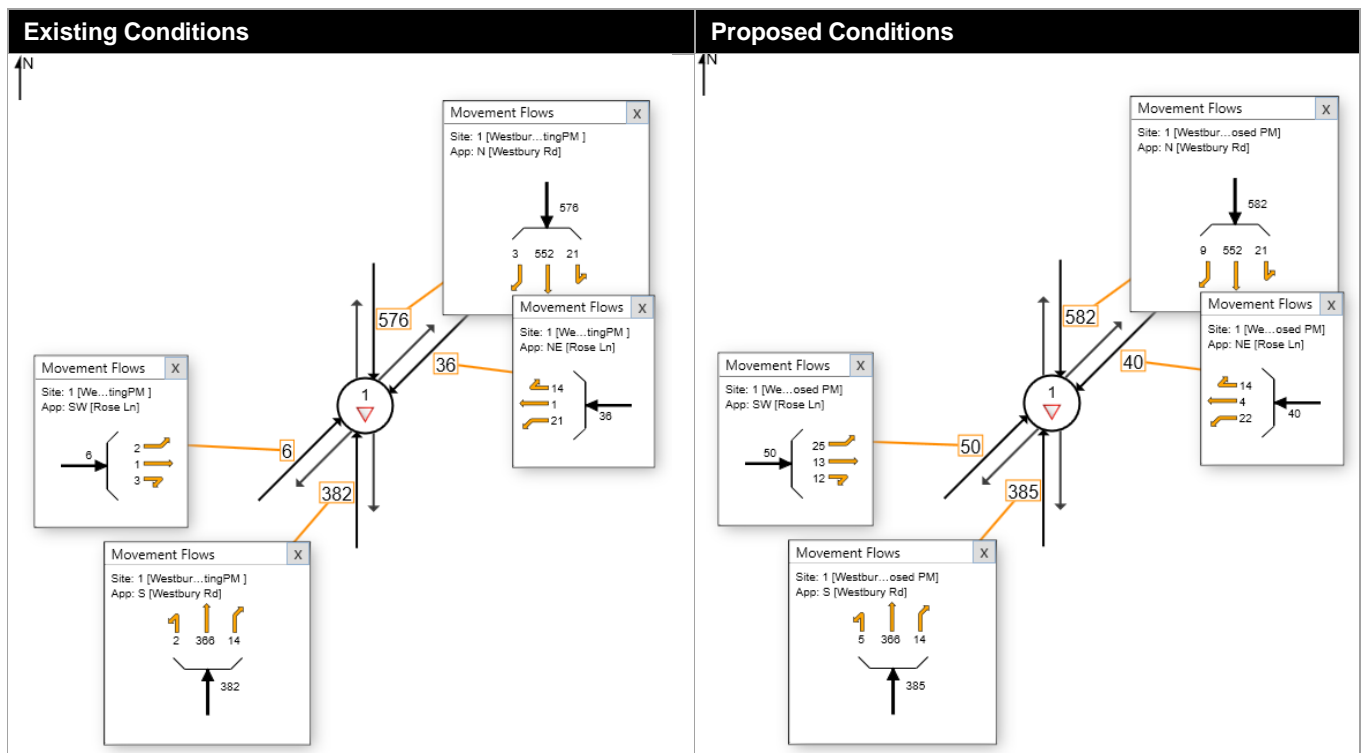 Existing Conditions
Proposed Conditions
N
Movement Flows X
Site: 1 [Westbur...tingPM ]
App: N [Westbury Rd]
576
3 552 21
576
Movement Flows X
Site: 1 [We...tingPM ]
App: NE [Rose Ln]
14
1
21
36
36
1
Movement Flows X
Site: 1 [We...tingPM ]
App: SW [Rose Ln]
6
2
1
3
6
382
Movement Flows X
Site: 1 [Westbur...tingPM ]
App: S [Westbury Rd]
2 366 14
382
N
Movement Flows X
Site: 1 [Westbur...osed PM]
App: N [Westbury Rd]
582
9 552 21
582
Movement Flows X
Site: 1 [We...osed PM]
App: NE [Rose Ln]
14
4
22
40
40
1
Movement Flows X
Site: 1 [We...osed PM]
App: SW [Rose Ln]
50
25
13
12
50
385
Movement Flows X
Site: 1 [Westbur...osed PM]
App: S [Westbury Rd]
5 366 14
385